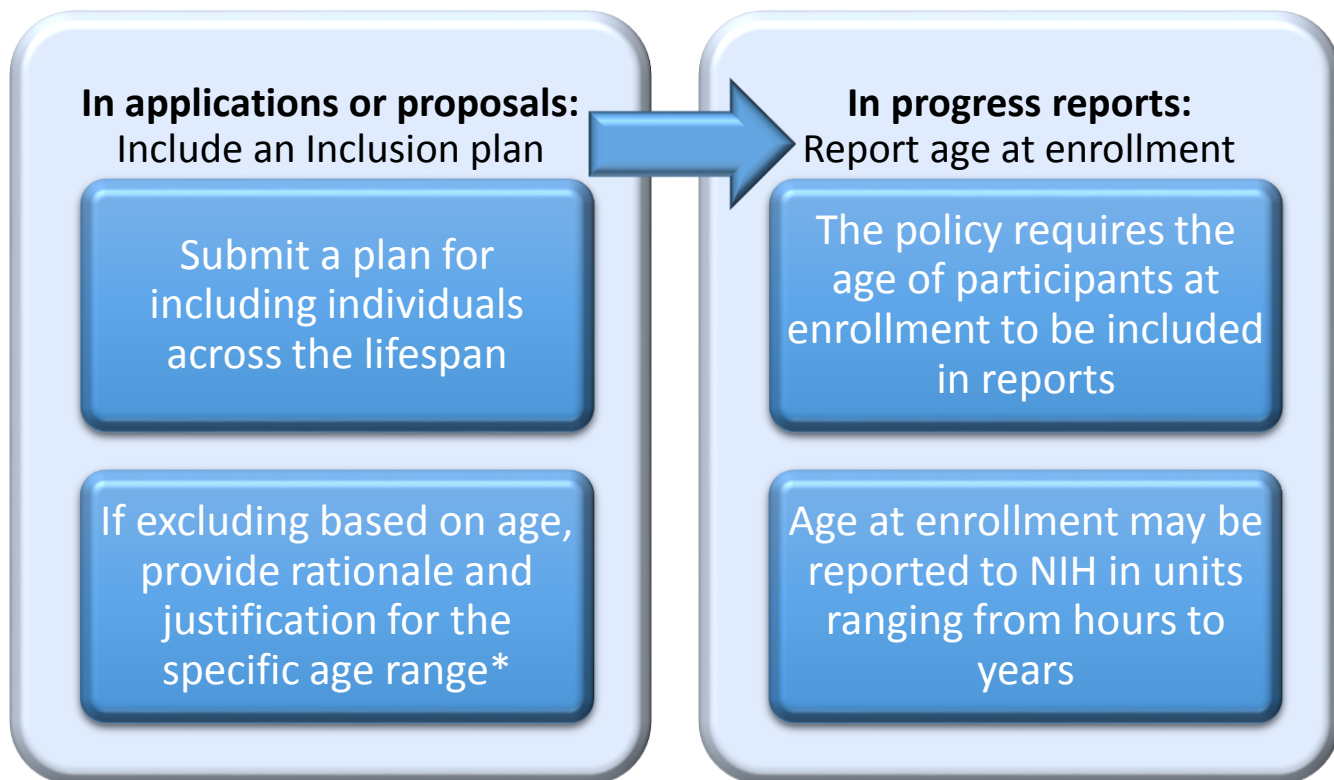 In applications or proposals:
Include an Inclusion plan
Submit a plan for
including individuals
across the lifespan
If excluding based on age,
provide rationale and
justification for the
specific age range*
In progress reports:
Report age at enrollment
The policy requires the
age of participants at
enrollment to be included
in reports
Age at enrollment may be
reported to NIH in units
ranging from hours to
years